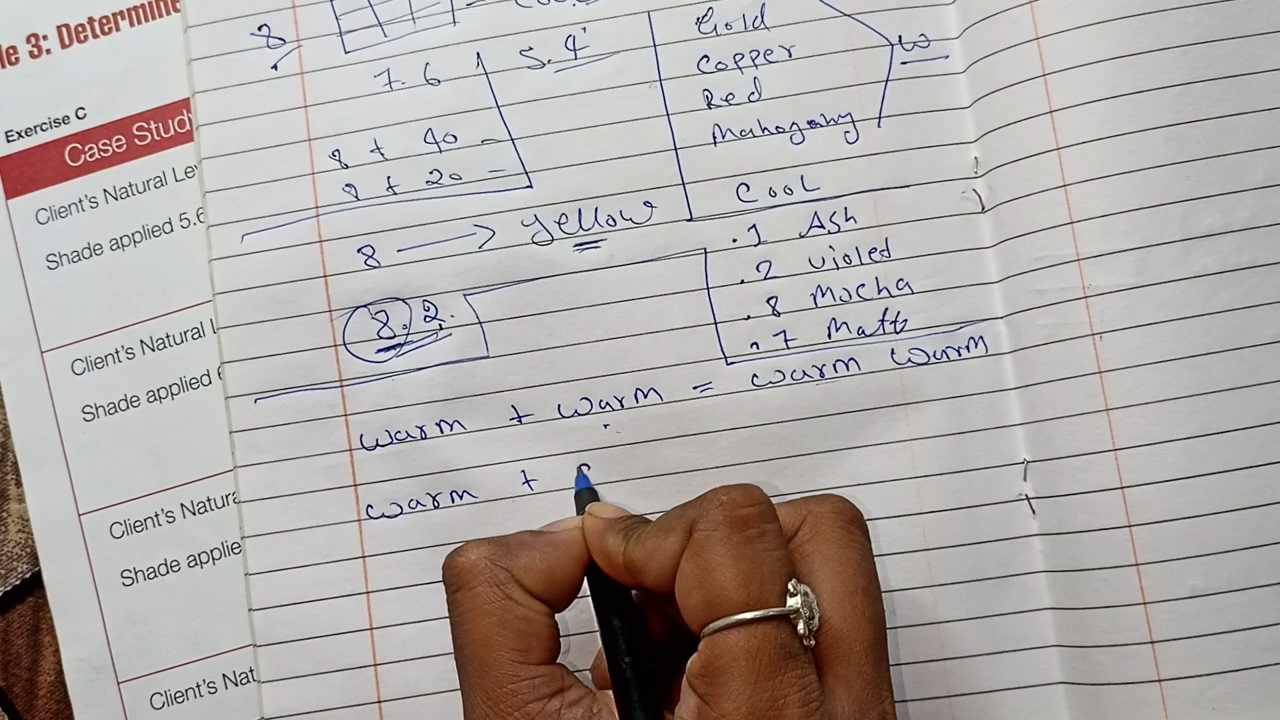 le 3: Determine
Exercise C
Case Study
Client's Natural Le
Shade applied 5.6
Client's Natural L
Shade applied 6
Client's Natura
Shade applie
Client's Nat
8
7.6
5.4
8 + 40 -
8 + 20 =
8 → Yellow
8.2.
Gold
Copper
Red
Mahogany
w
Cool
.1 Ash
.2 violed
.8 Mocha
.7 Matt
warm + warm = warm warm
warm +